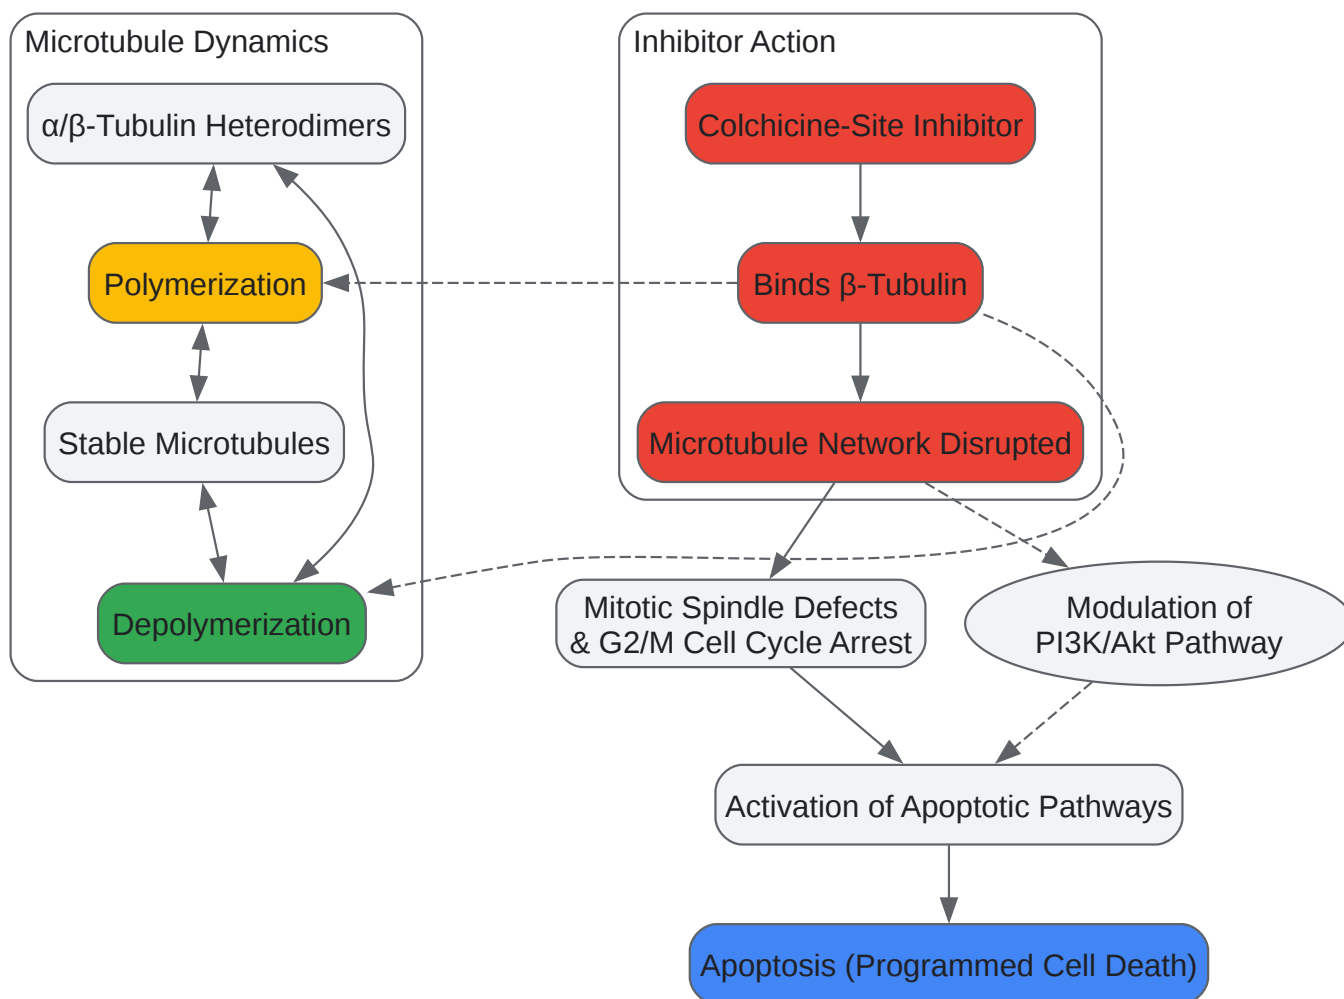 Microtubule Dynamics
α/β-Tubulin Heterodimers
Polymerization
Stable Microtubules
Depolymerization
Inhibitor Action
Colchicine-Site Inhibitor
Binds β-Tubulin
Microtubule Network Disrupted
Mitotic Spindle Defects
& G2/M Cell Cycle Arrest
Modulation of
PI3K/Akt Pathway
Activation of Apoptotic Pathways
Apoptosis (Programmed Cell Death)